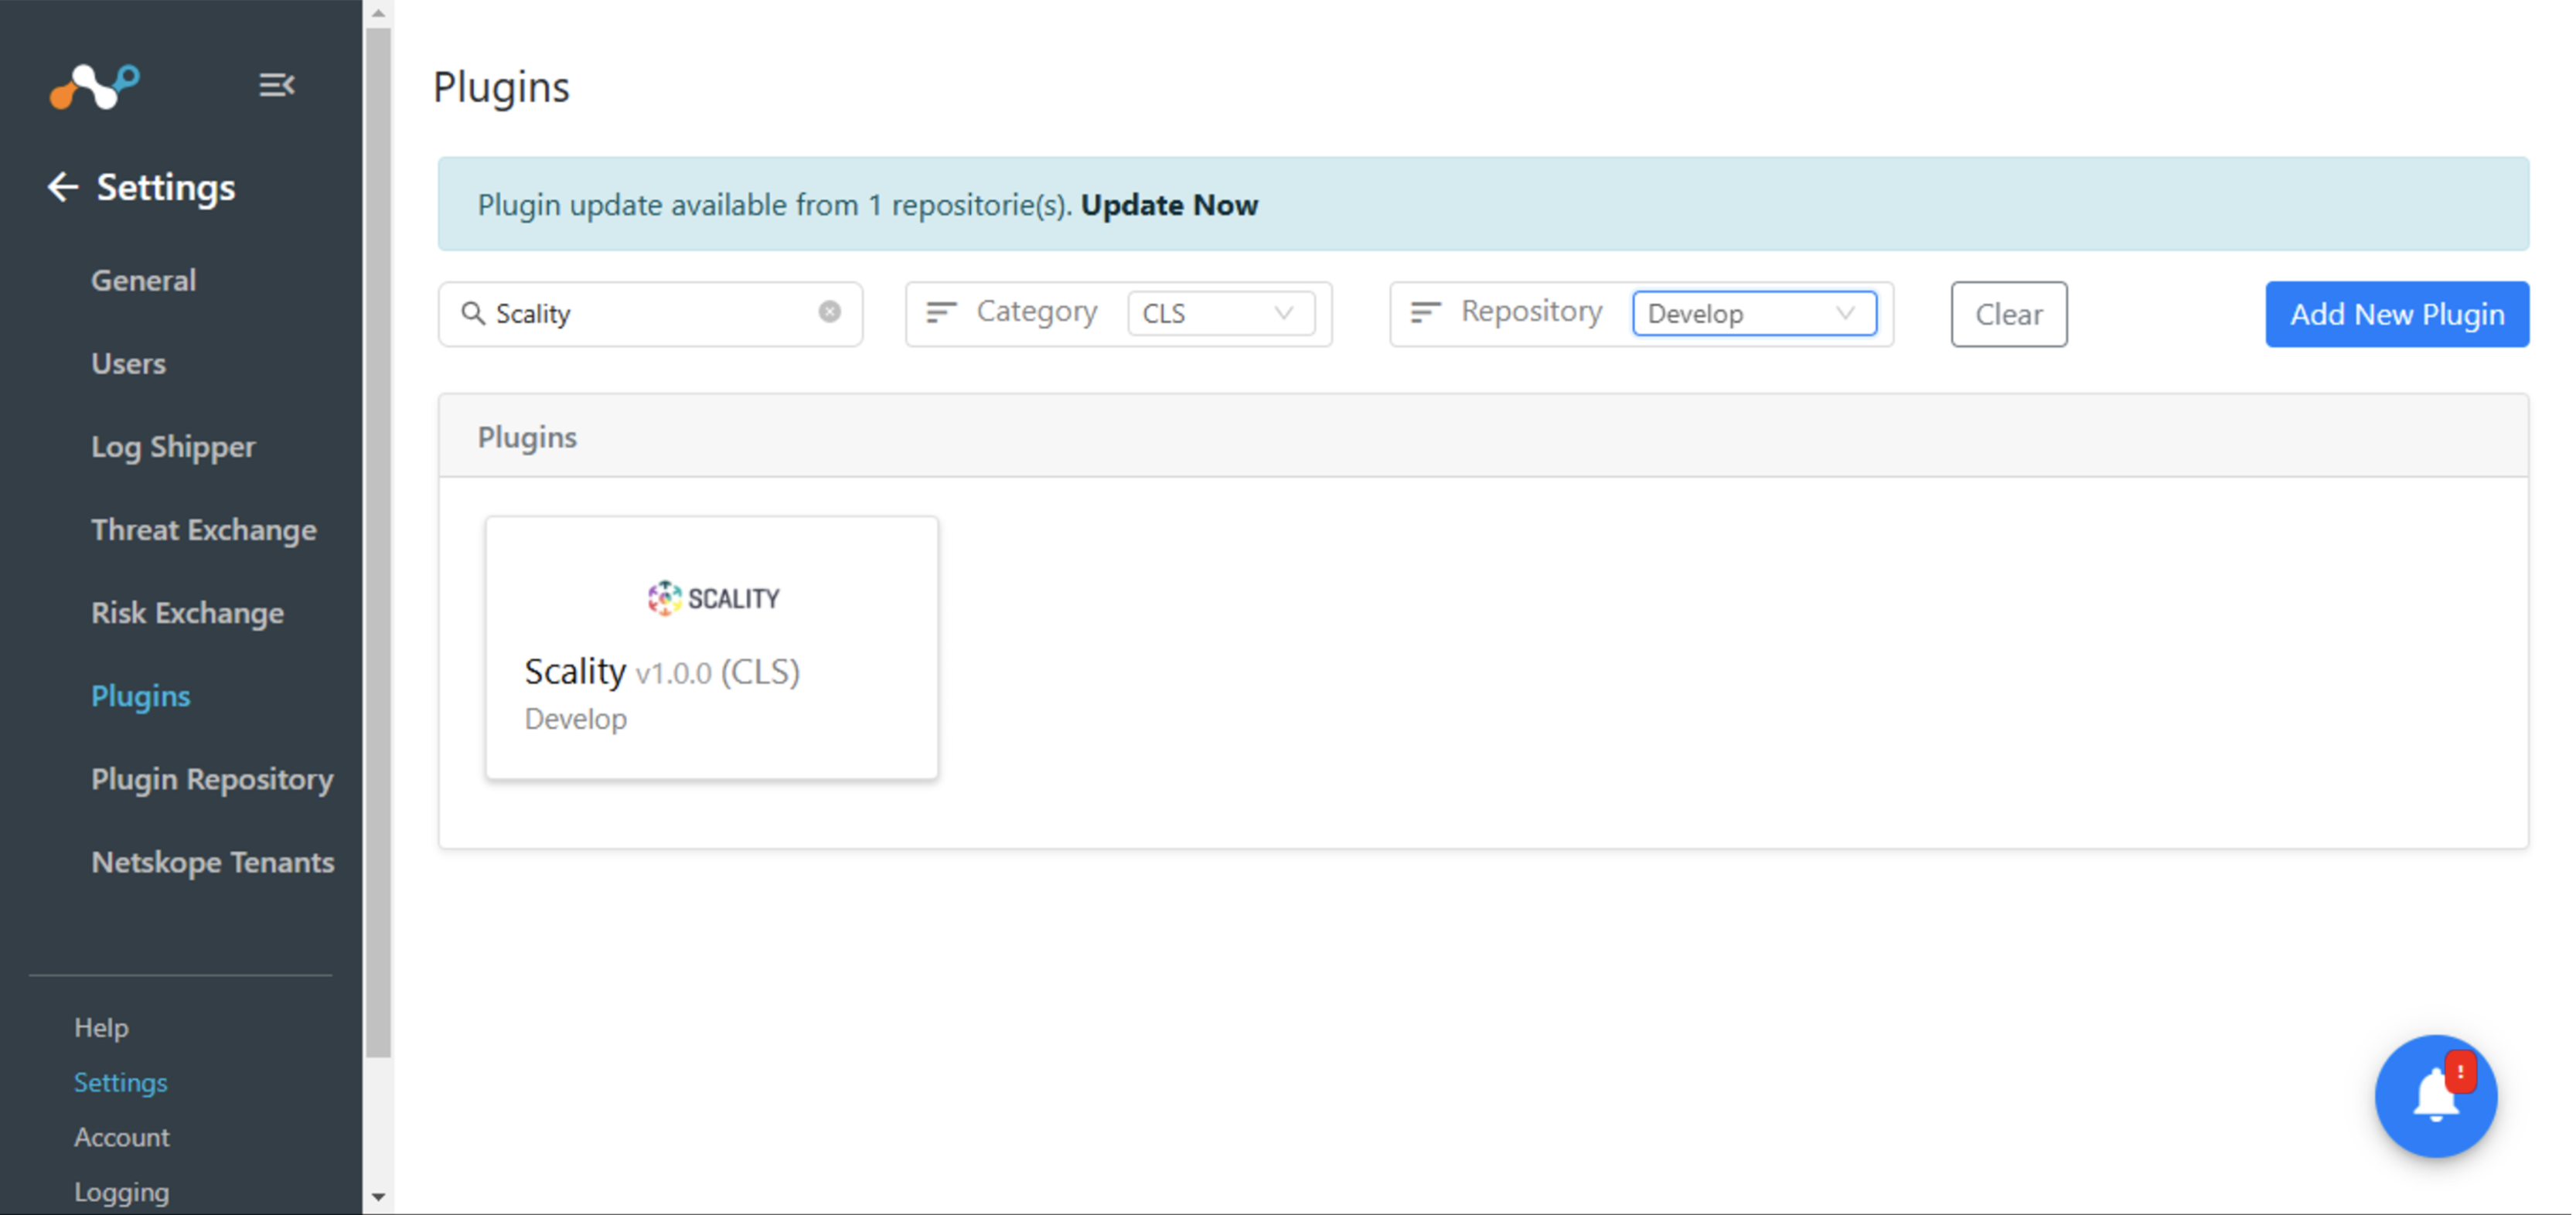 Settings
General
Users
Log Shipper
Threat Exchange
Risk Exchange
Plugins
Plugin Repository
Netskope Tenants
Help
Settings
Account
Logging
Plugins
Plugin update available from 1 repositorie(s). Update Now
Scality
Category CLS
Repository Develop
Clear
Add New Plugin
Plugins
SCALITY
Scality v1.0.0 (CLS)
Develop
!